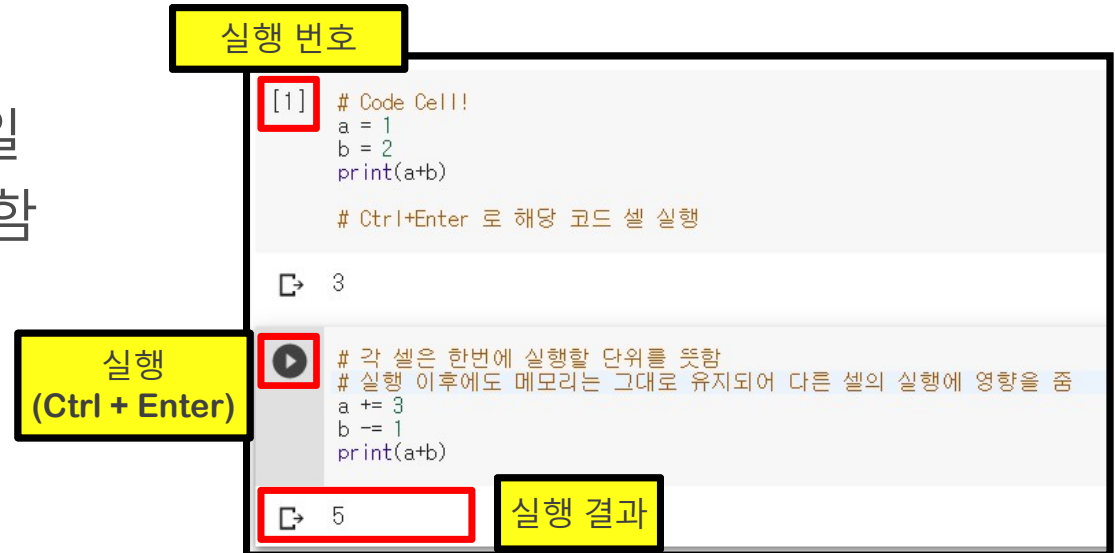 실행 번호
일
함
[1]
# Code Cell!
a = 1
b = 2
print(a+b)
# Ctrl+Enter 로 해당 코드 셀 실행
3
실행
(Ctrl + Enter)
# 각 셀은 한번에 실행할 단위를 뜻함
# 실행 이후에도 메모리는 그대로 유지되어 다른 셀의 실행에 영향을 줌
a += 3
b -= 1
print(a+b)
5
실행 결과